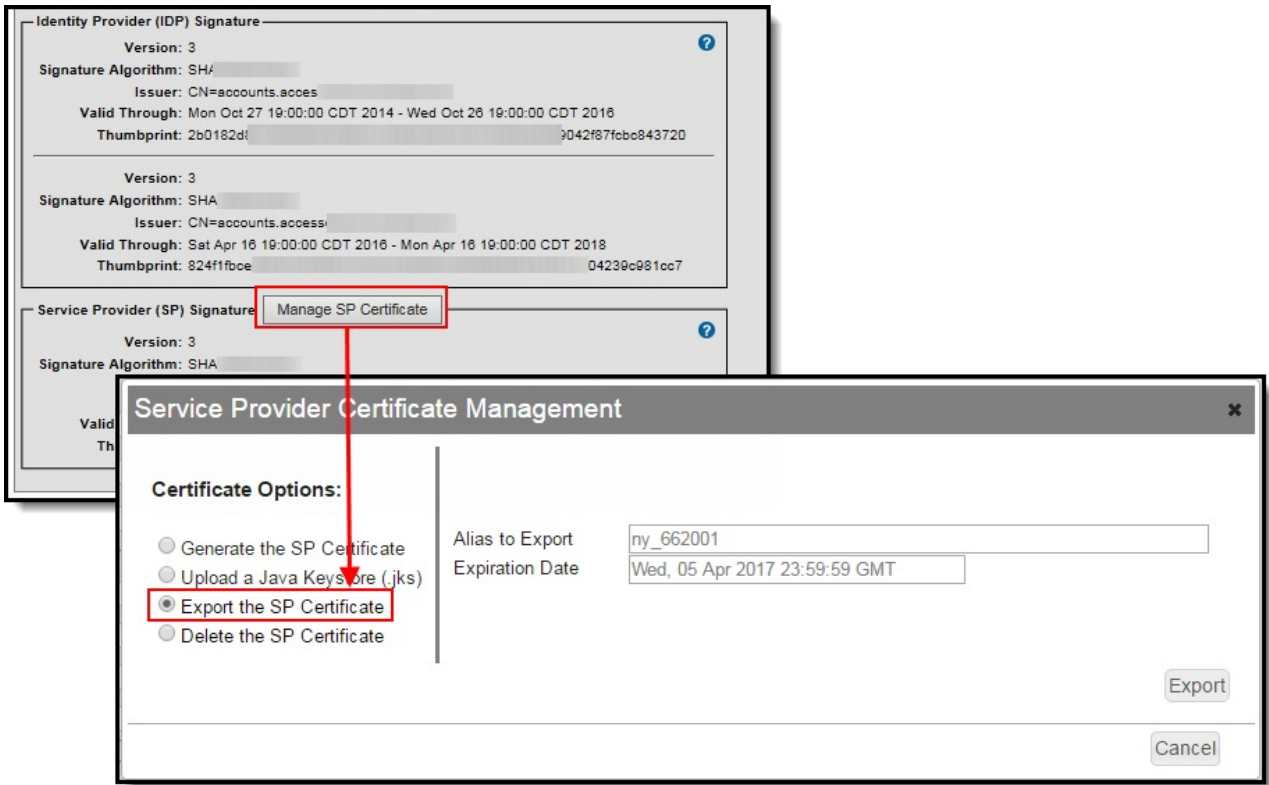 Identity Provider (IDP) Signature
Version: 3
Signature Algorithm: SHA
Issuer: CN=accounts.acces
Valid Through: Mon Oct 27 19:00:00 CDT 2014 - Wed Oct 26 19:00:00 CDT 2016
Thumbprint: 2b0182d8 9042f87fcbc843720
Version: 3
Signature Algorithm: SHA
Issuer: CN=accounts.access
Valid Through: Sat Apr 16 19:00:00 CDT 2016 - Mon Apr 16 19:00:00 CDT 2018
Thumbprint: 824f1fbce 04239c981cc7
Service Provider (SP) Signature Manage SP Certificate
Version: 3
Signature Algorithm: SHA
Valid
Th
Service Provider Certificate Management
Certificate Options:
Generate the SP Certificate
Upload a Java Keystore (.jks)
Export the SP Certificate
Delete the SP Certificate
Alias to Export ny_662001
Expiration Date Wed, 05 Apr 2017 23:59:59 GMT
Export
Cancel